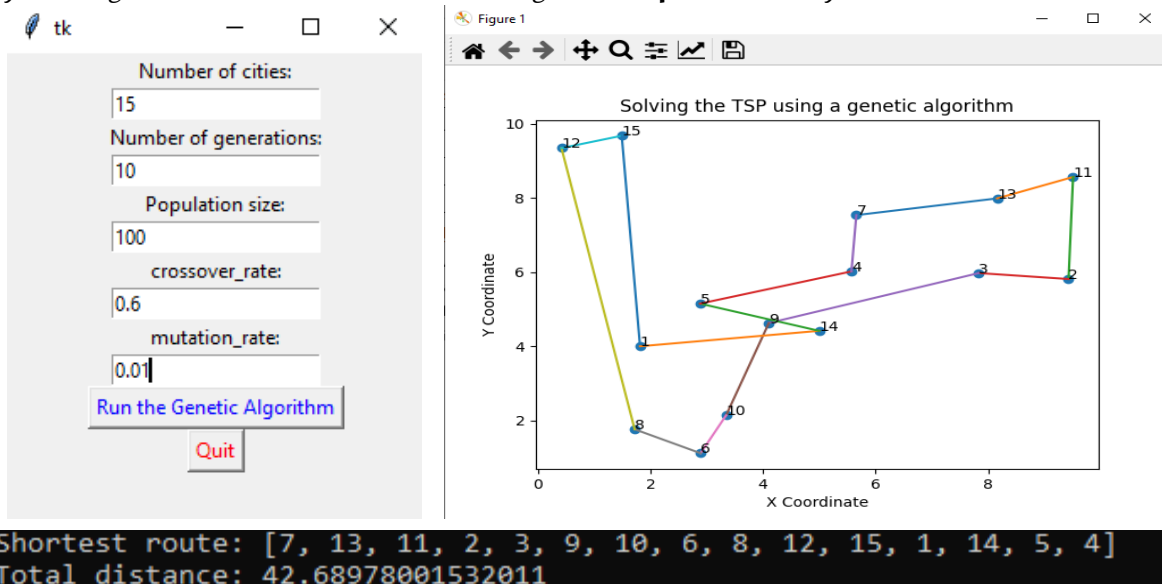 tk
Number of cities:
15
Number of generations:
10
Population size:
100
crossover_rate:
0.6
mutation_rate:
0.01
Run the Genetic Algorithm
Quit
Figure 1
Solving the TSP using a genetic algorithm
Y Coordinate
10
8
6
4
2
12
15
11
13
7
4
3
2
5
9
14
1
10
8
6
0
2
4
6
8
X Coordinate
Shortest route: [7, 13, 11, 2, 3, 9, 10, 6, 8, 12, 15, 1, 14, 5, 4]
Total distance: 42.68978001532011